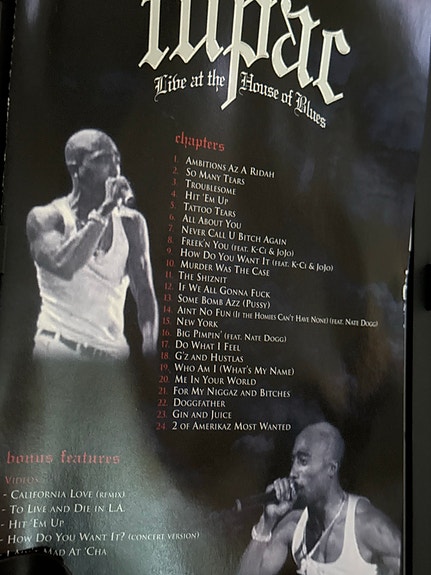 tupac
Live at the House of Blues
chapters
1. AMBITIONS AZ A RIDAH
2. SO MANY TEARS
3. TROUBLESOME
4. HIT 'EM UP
5. TATTOO TEARS
6. ALL ABOUT YOU
7. NEVER CALL U BITCH AGAIN
8. FREEK'N YOU (FEAT. K-CI & JOJO)
9. HOW DO YOU WANT IT (FEAT. K-CI & JOJO)
10. MURDER WAS THE CASE
11. THE SHIZNIT
12. IF WE ALL GONNA FUCK
13. SOME BOMB AZZ (PUSSY)
14. AINT NO FUN (IF THE HOMIES CAN'T HAVE NONE) (FEAT. NATE DOGG)
15. NEW YORK
16. BIG PIMPIN' (FEAT. NATE DOGG)
17. DO WHAT I FEEL
18. G'Z AND HUSTLAS
19. WHO AM I (WHAT'S MY NAME)
20. ME IN YOUR WORLD
21. FOR MY NIGGAZ AND BITCHES
22. DOGGFATHER
23. GIN AND JUICE
24. 2 OF AMERIKAZ MOST WANTED
bonus features
VIDEOS
- CALIFORNIA LOVE (REMIX)
- TO LIVE AND DIE IN L.A.
- HIT 'EM UP
- HOW DO YOU WANT IT? (CONCERT VERSION)
MAD AT 'CHA